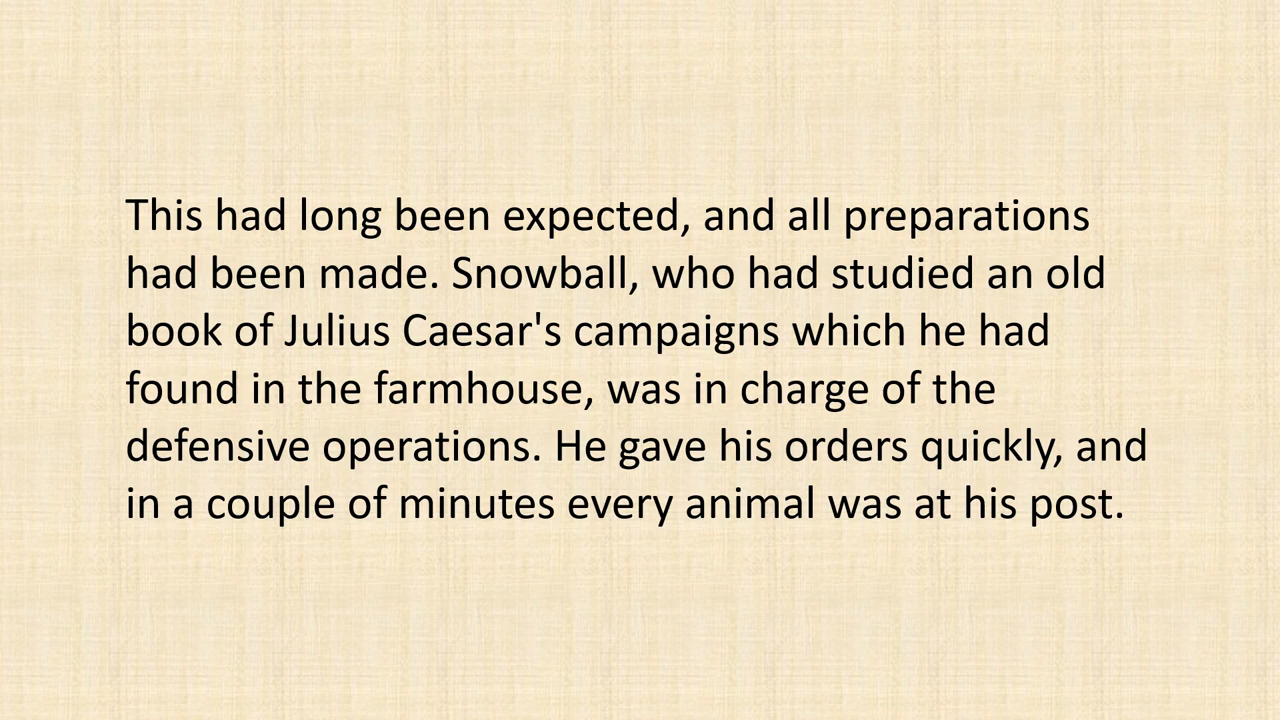 This had long been expected, and all preparations
had been made. Snowball, who had studied an old
book of Julius Caesar's campaigns which he had
found in the farmhouse, was in charge of the
defensive operations. He gave his orders quickly, and
in a couple of minutes every animal was at his post.